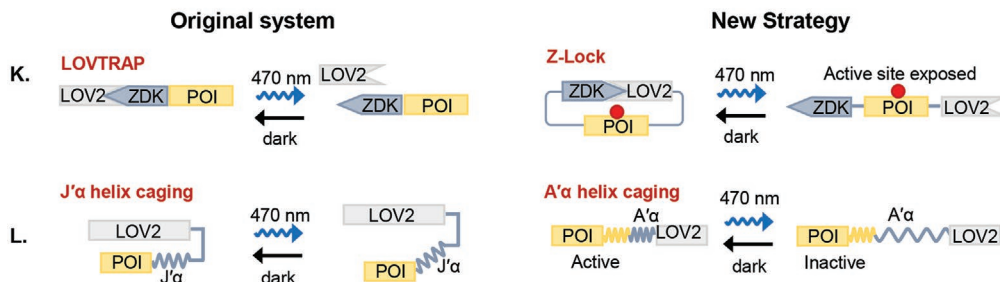 Original system
New Strategy
K.
LOVTRAP
LOV2 ZDK POI
470 nm
dark
LOV2
ZDK POI
Z-Lock
ZDK LOV2
POI
470 nm
dark
Active site exposed
ZDK POI LOV2
L.
J'α helix caging
LOV2
POI
J'α
470 nm
dark
LOV2
POI
J'α
A'α helix caging
A'α
POI LOV2
Active
470 nm
dark
A'α
POI LOV2
Inactive